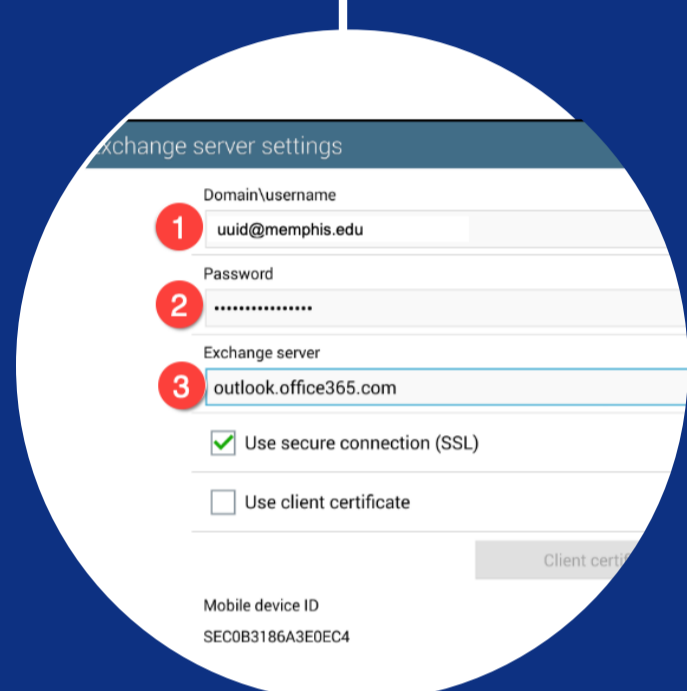 xchange server settings
Domain\username
1
uuid@memphis.edu
Password
2
••••••••••••••••
Exchange server
3
outlook.office365.com
Use secure connection (SSL)
Use client certificate
Client certif
Mobile device ID
SEC0B3186A3E0EC4